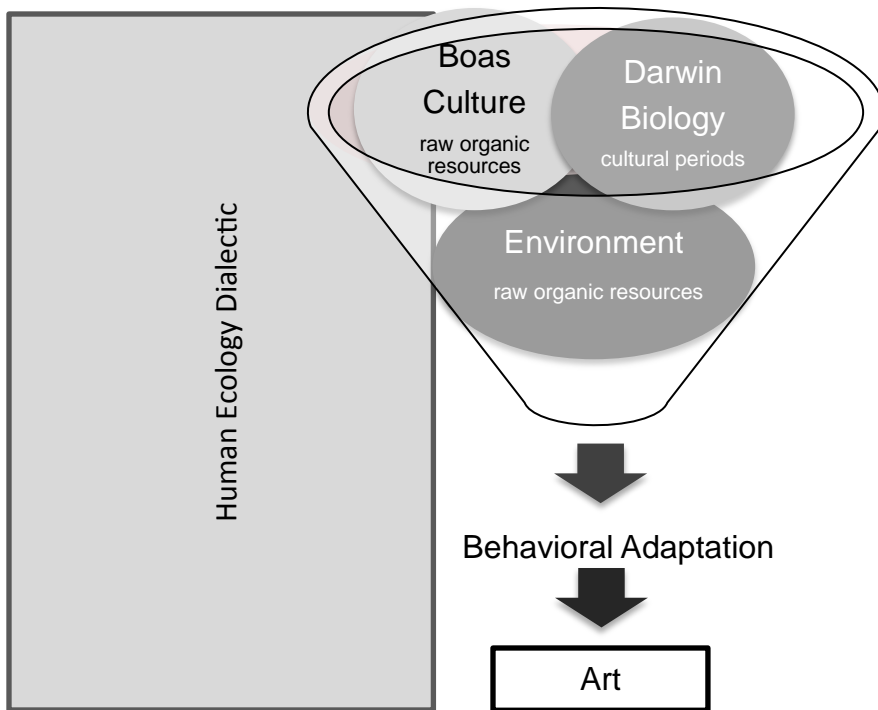 Human Ecology Dialectic
Boas
Culture
raw organic
resources
Darwin
Biology
cultural periods
Environment
raw organic resources
Behavioral Adaptation
Art